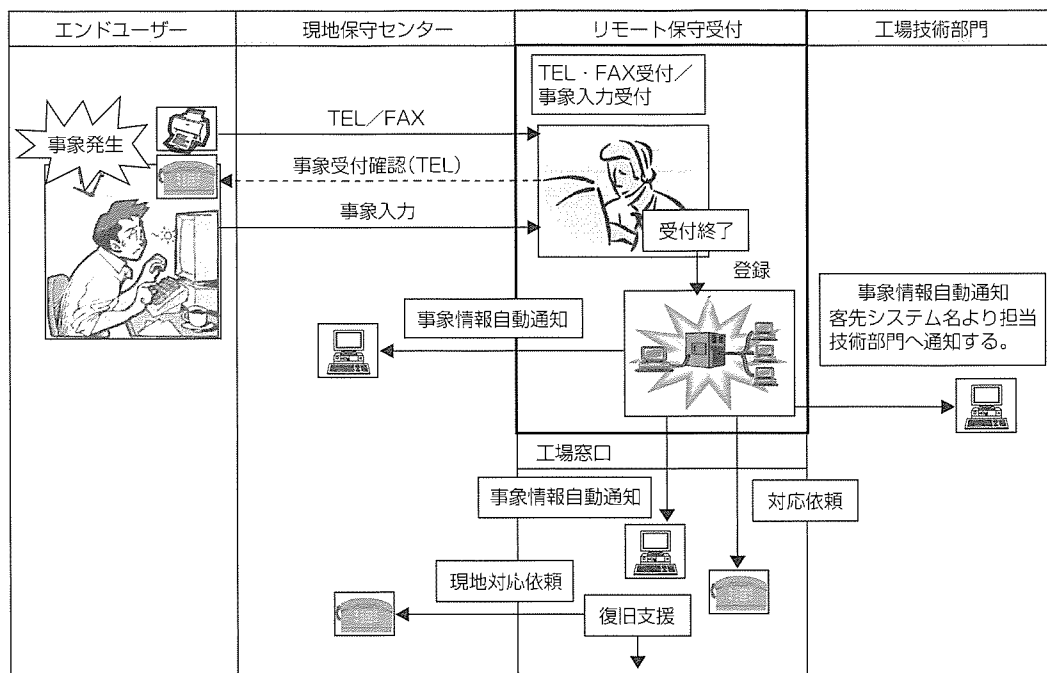 エンドユーザー
現地保守センター
リモート保守受付
工場技術部門
TEL・FAX受付／
事象入力受付
事象発生
TEL／FAX
事象受付確認(TEL)
事象入力
受付終了
登録
事象情報自動通知
事象情報自動通知
客先システム名より担当
技術部門へ通知する。
工場窓口
事象情報自動通知
対応依頼
現地対応依頼
復旧支援